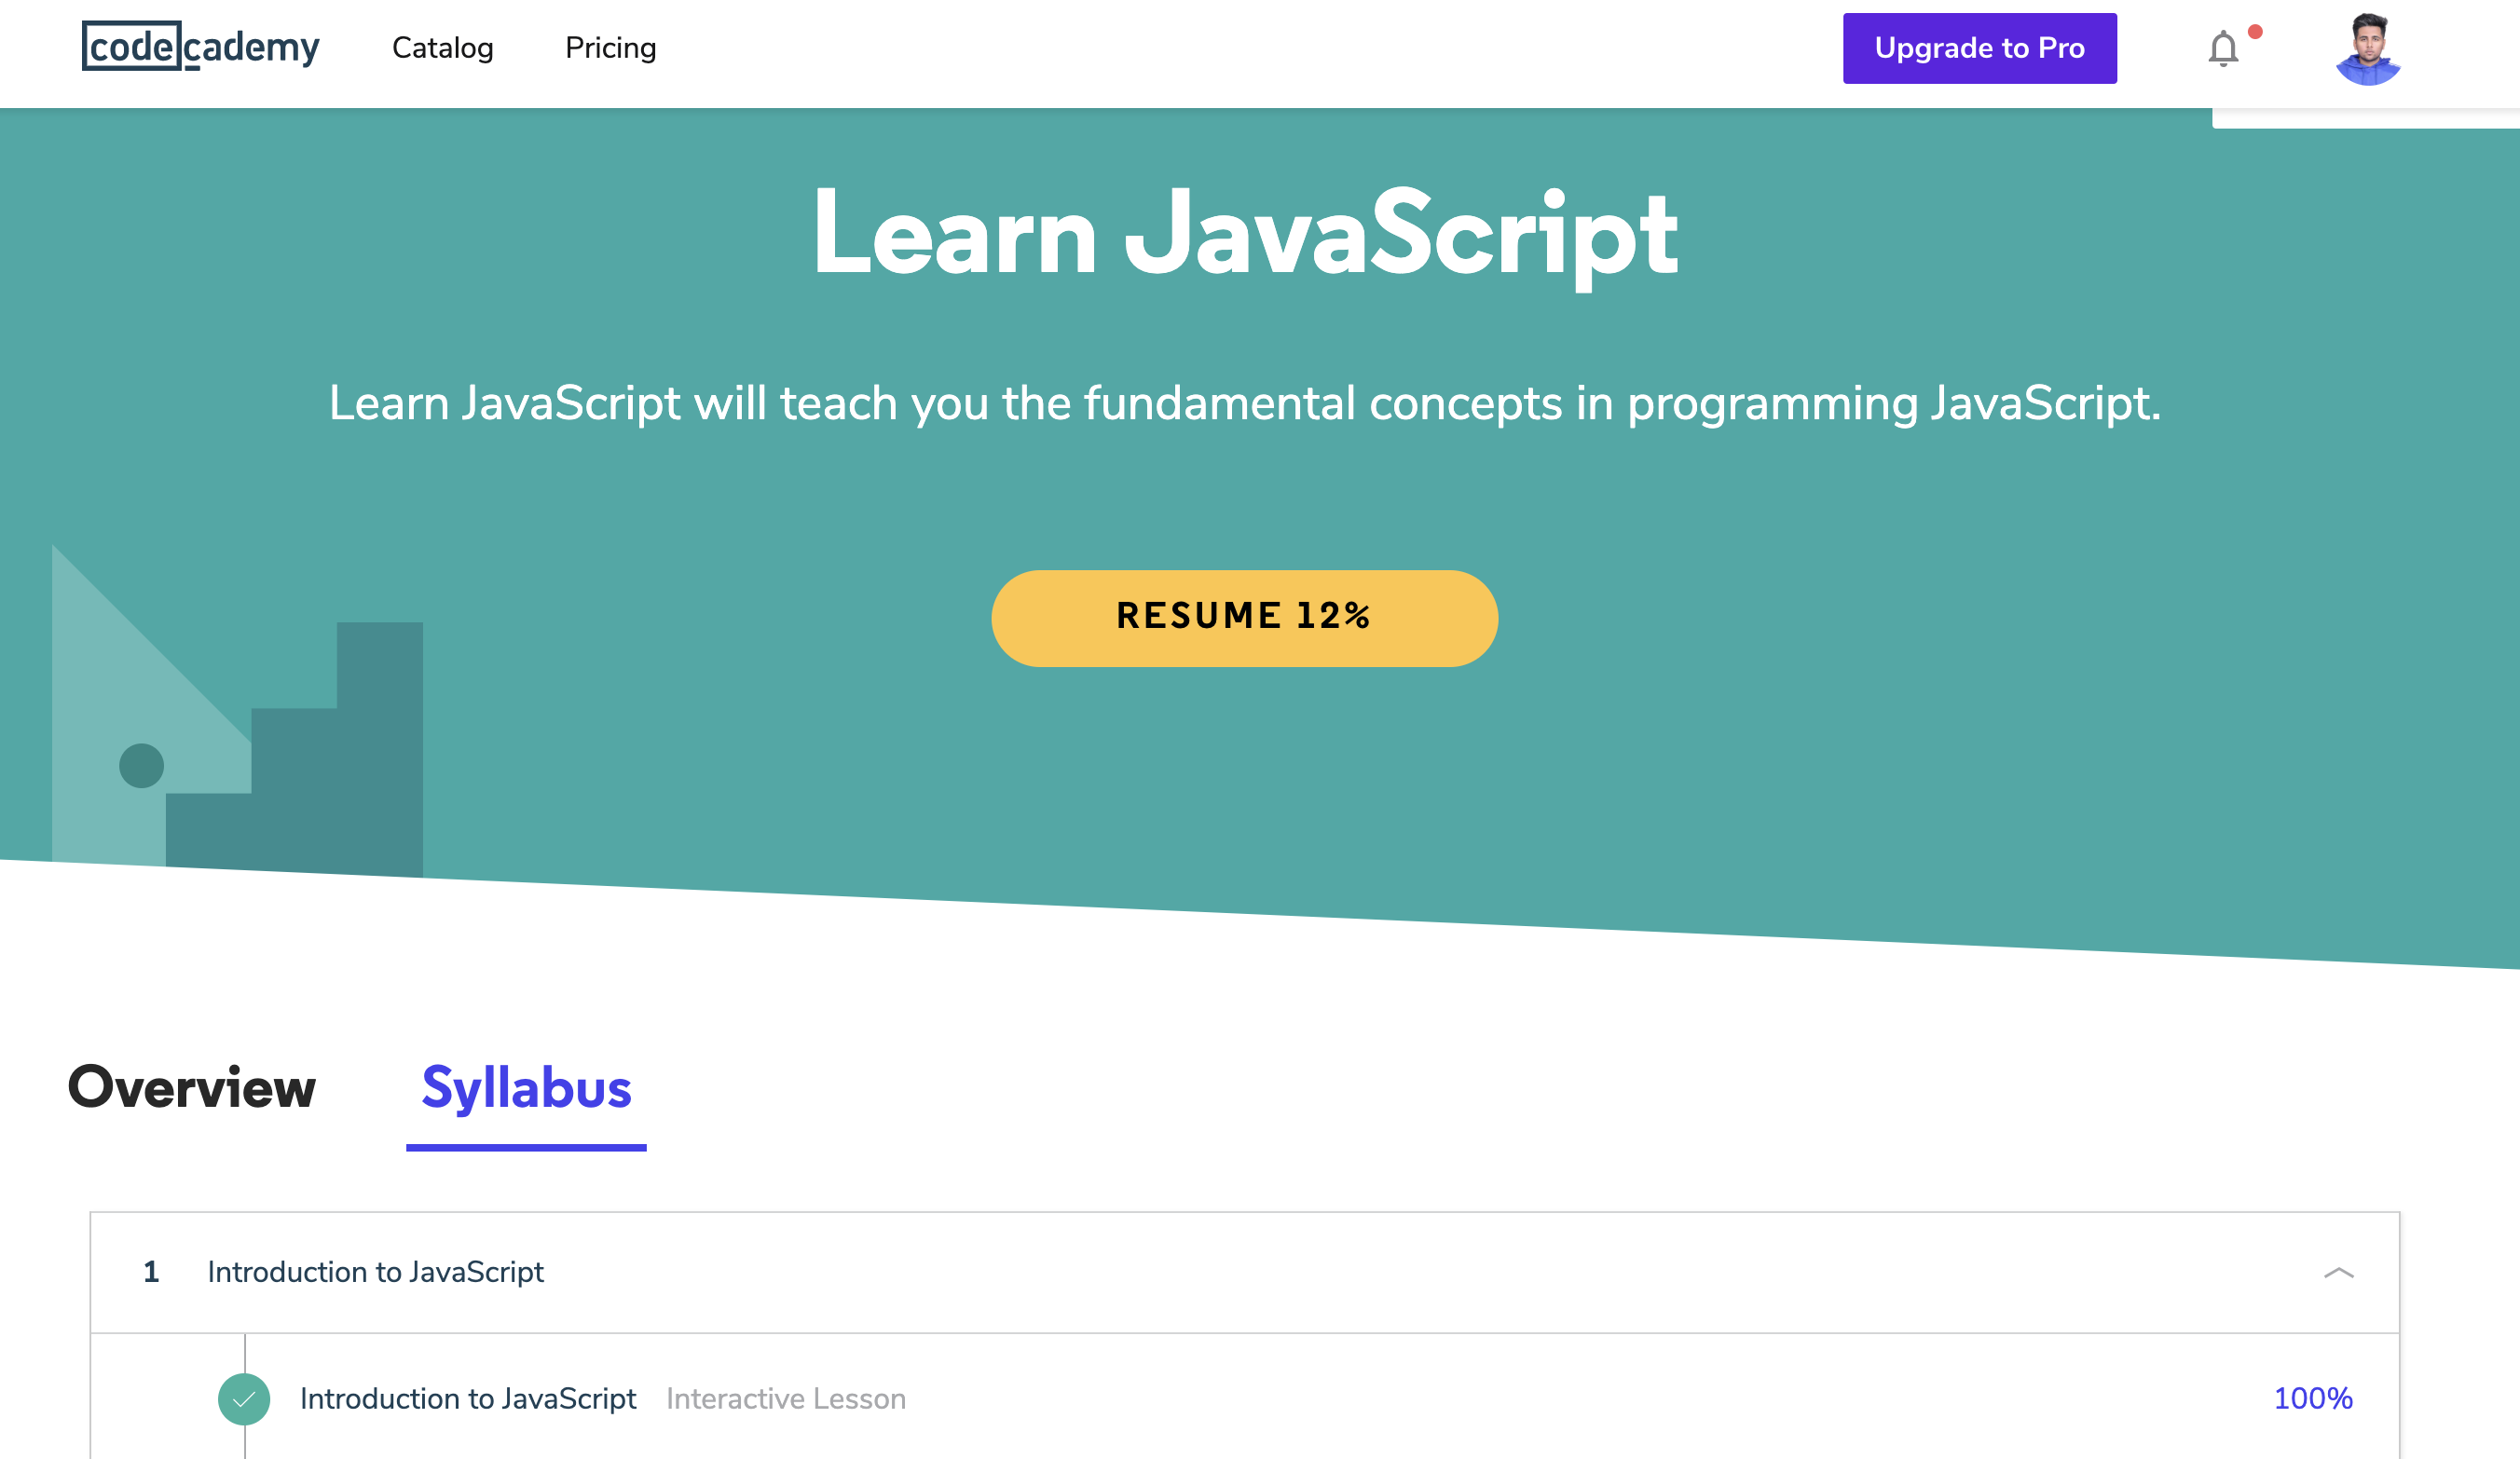 codecademy Catalog Pricing Upgrade to Pro
Learn JavaScript
Learn JavaScript will teach you the fundamental concepts in programming JavaScript.
RESUME 12%
Overview Syllabus
1 Introduction to JavaScript
Introduction to JavaScript Interactive Lesson 100%